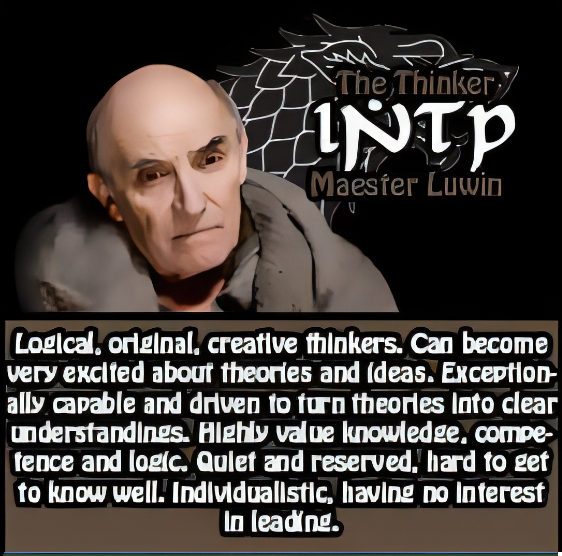 The Thinker
INTP
Maester Luwin
Logical, original, creative thinkers. Can become
very excited about theories and ideas. Exception-
ally capable and driven to turn theories into clear
understandings. Highly value knowledge, compe-
tence and logic. Quiet and reserved, hard to get
to know well. Individualistic, having no interest
in leading.